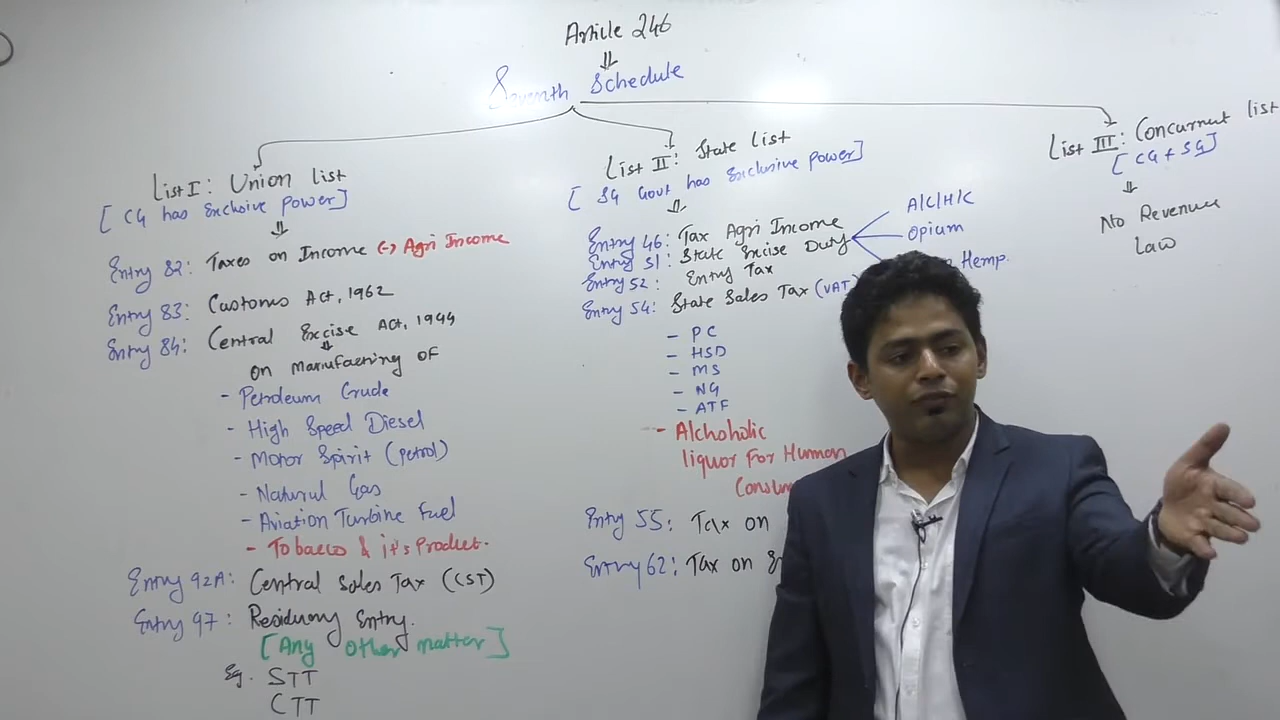 Article 246
⇓
Seventh Schedule
List I: Union list
[CG has Exclusive power]
⇓
Entry 82: Taxes on Income (-) Agri Income
Entry 83: Customs Act, 1962
Entry 84: Central Excise Act, 1944
⇓
on Manufacting of
- Petroleum Crude
- High Speed Diesel
- Motor Spirit (petrol)
- Natural Gas
- Aviation Turbine Fuel
- Tobacco & it's Product.
Entry 92A: Central Sales Tax (CST)
Entry 97: Residuary Entry.
[Any other matter]
Eg. STT
CTT
List II: State list
[SG Govt has Exclusive power]
⇓
Entry 46: Tax Agri Income
Entry 51: State Excise Duty
A/C/H/C
Opium
Hemp.
Entry 52: Entry Tax
Entry 54: State Sales Tax (VAT)
- PC
- HSD
- MS
- NG
- ATF
- Alchoholic
liquor For Human
Entry 55: Tax on
Entry 62: Tax on
List III: Concurrent list
[CG + SG]
⇓
No Revenue
Law